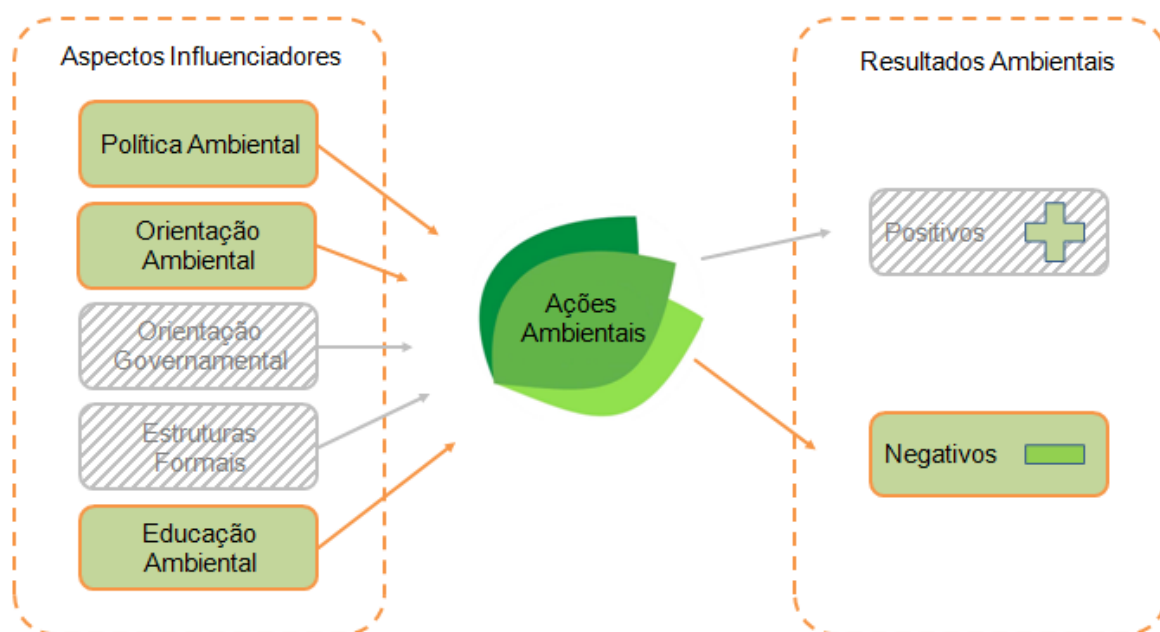 Aspectos Influenciadores
Política Ambiental
Orientação
Ambiental
Orientação
Governamental
Estruturas
Formais
Educação
Ambiental
Ações
Ambientais
Resultados Ambientais
Positivos
Negativos